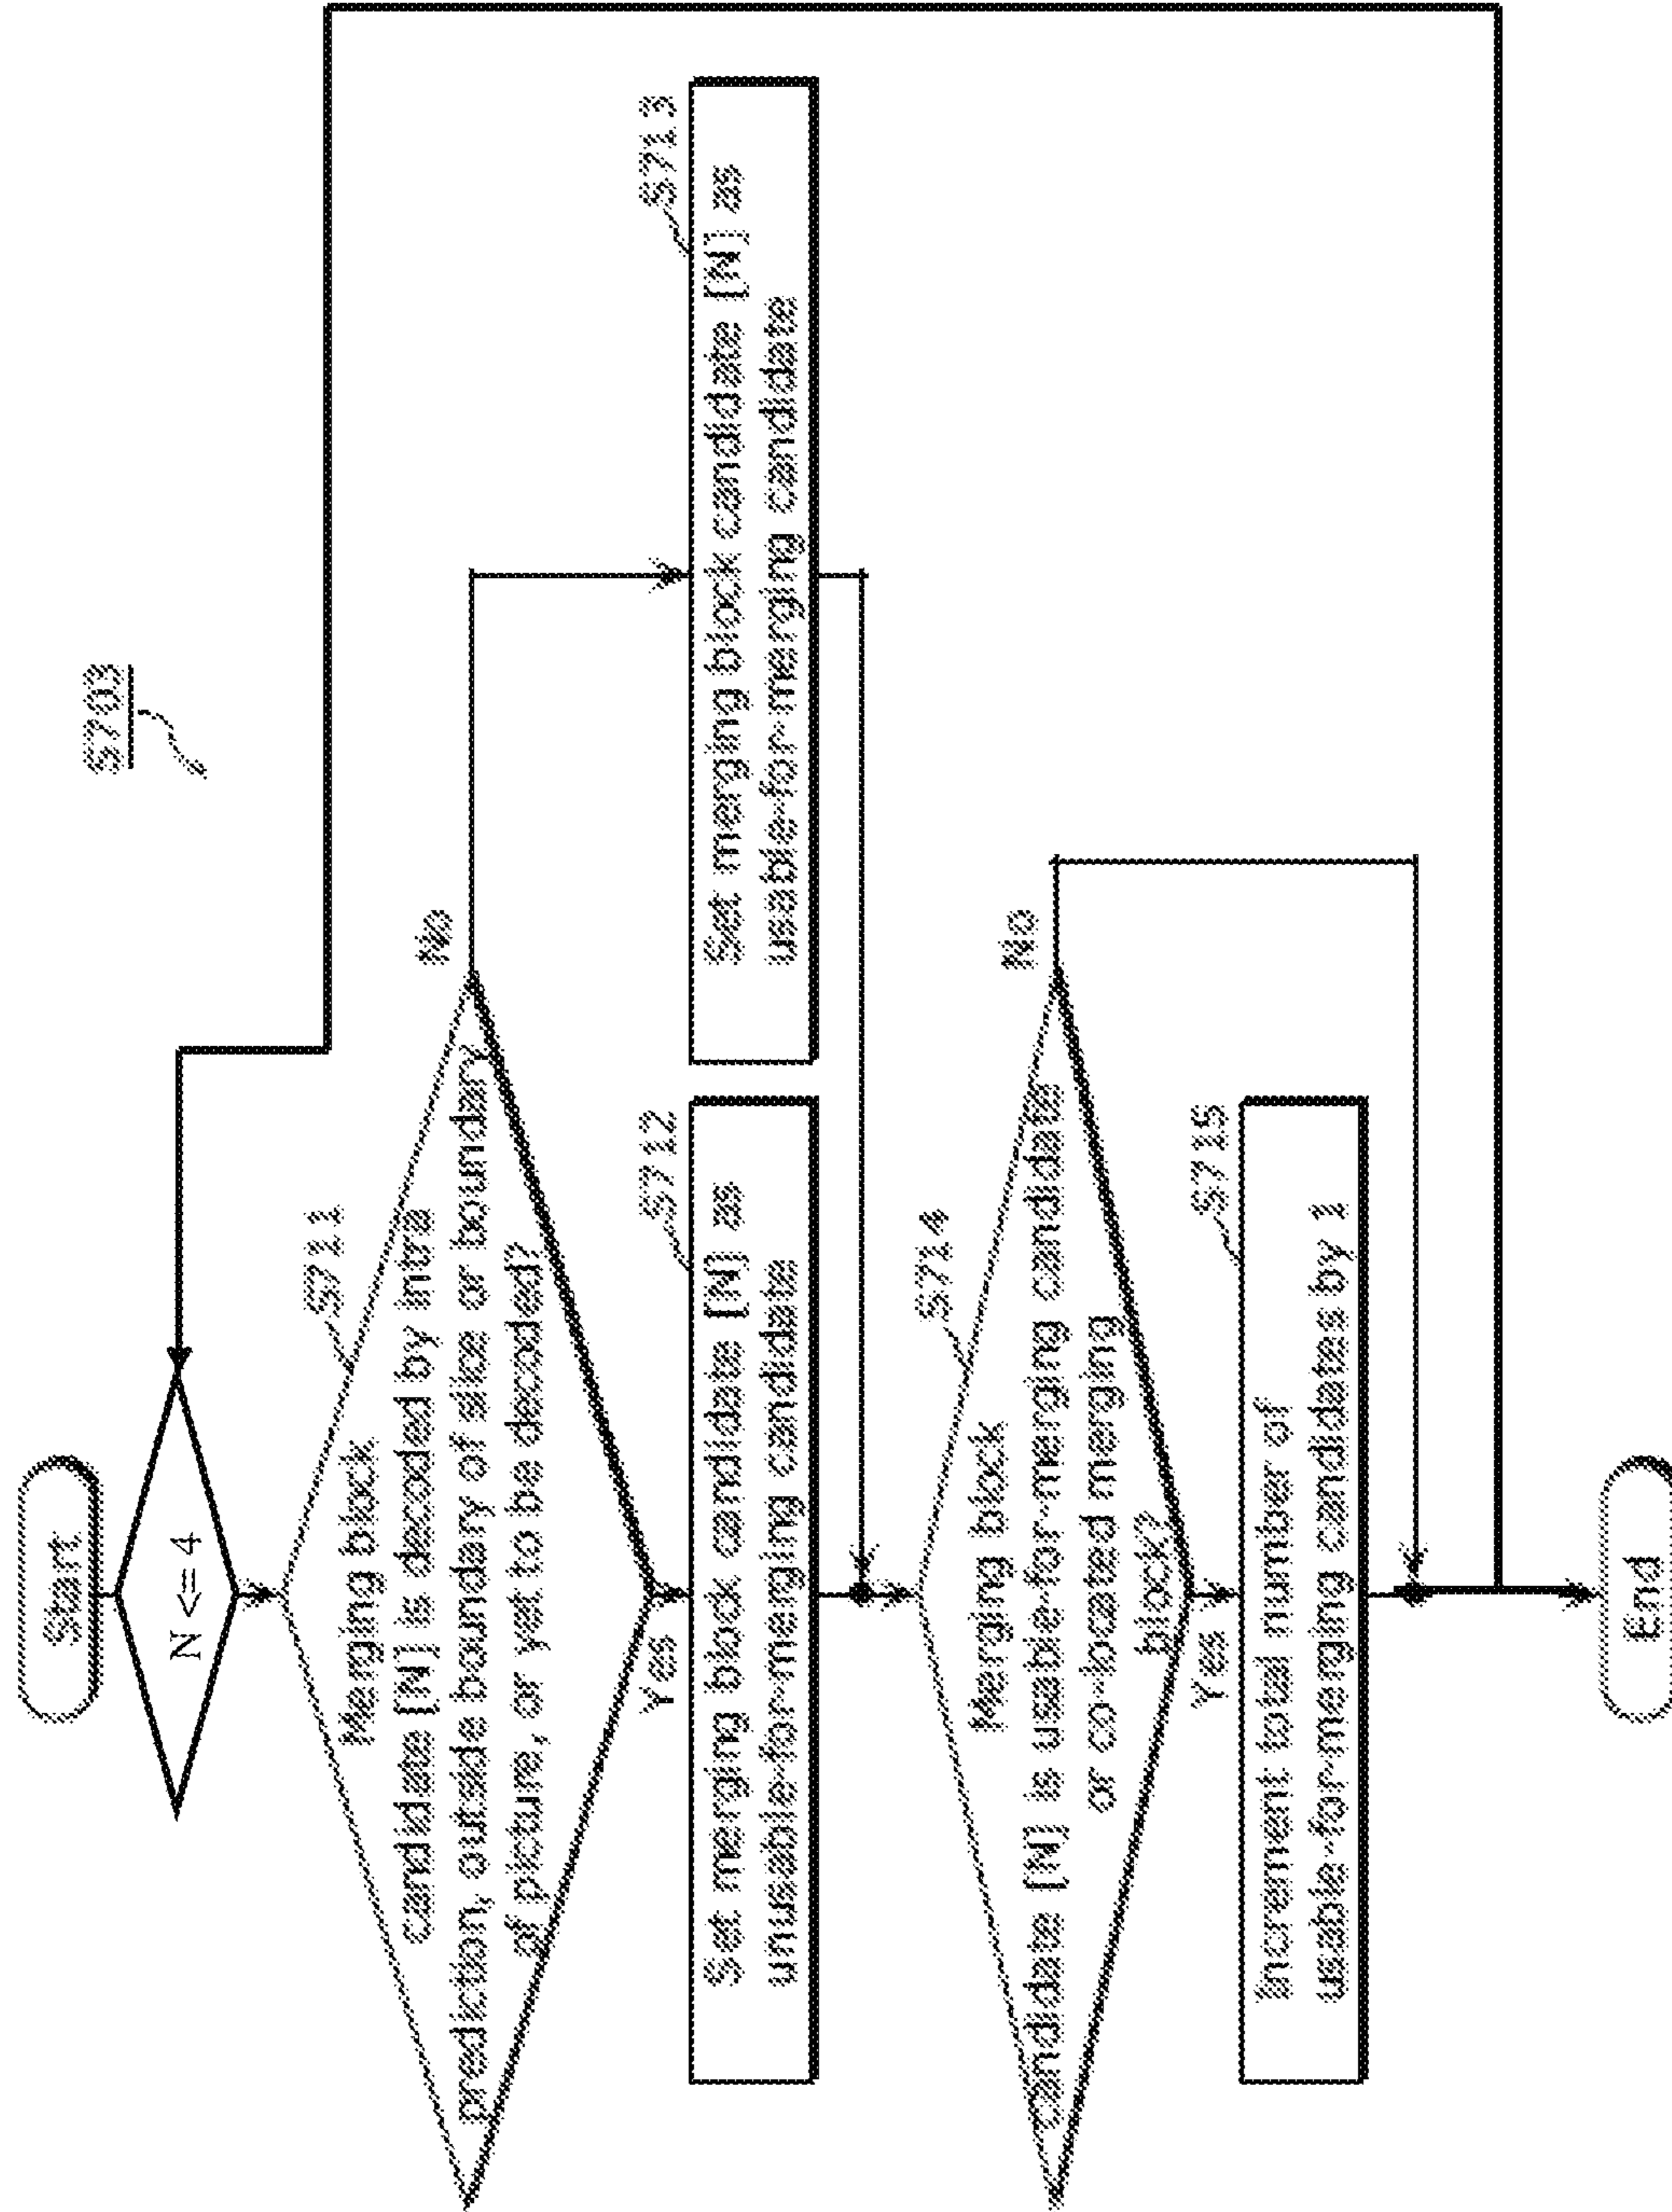 S703
Start
N <= 4
S711
Merging block
candidate [N] is decoded by intra
prediction, outside boundary of slice or boundary
of picture, or yet to be decoded?
No
Yes
S712
Set merging block candidate [N] as
unusable-for-merging candidate
S713
Set merging block candidate [N] as
usable-for-merging candidate
S714
Merging block
candidate [N] is usable-for-merging candidate
or co-located merging
block?
No
Yes
S715
Increment total number of
usable-for-merging candidates by 1
End